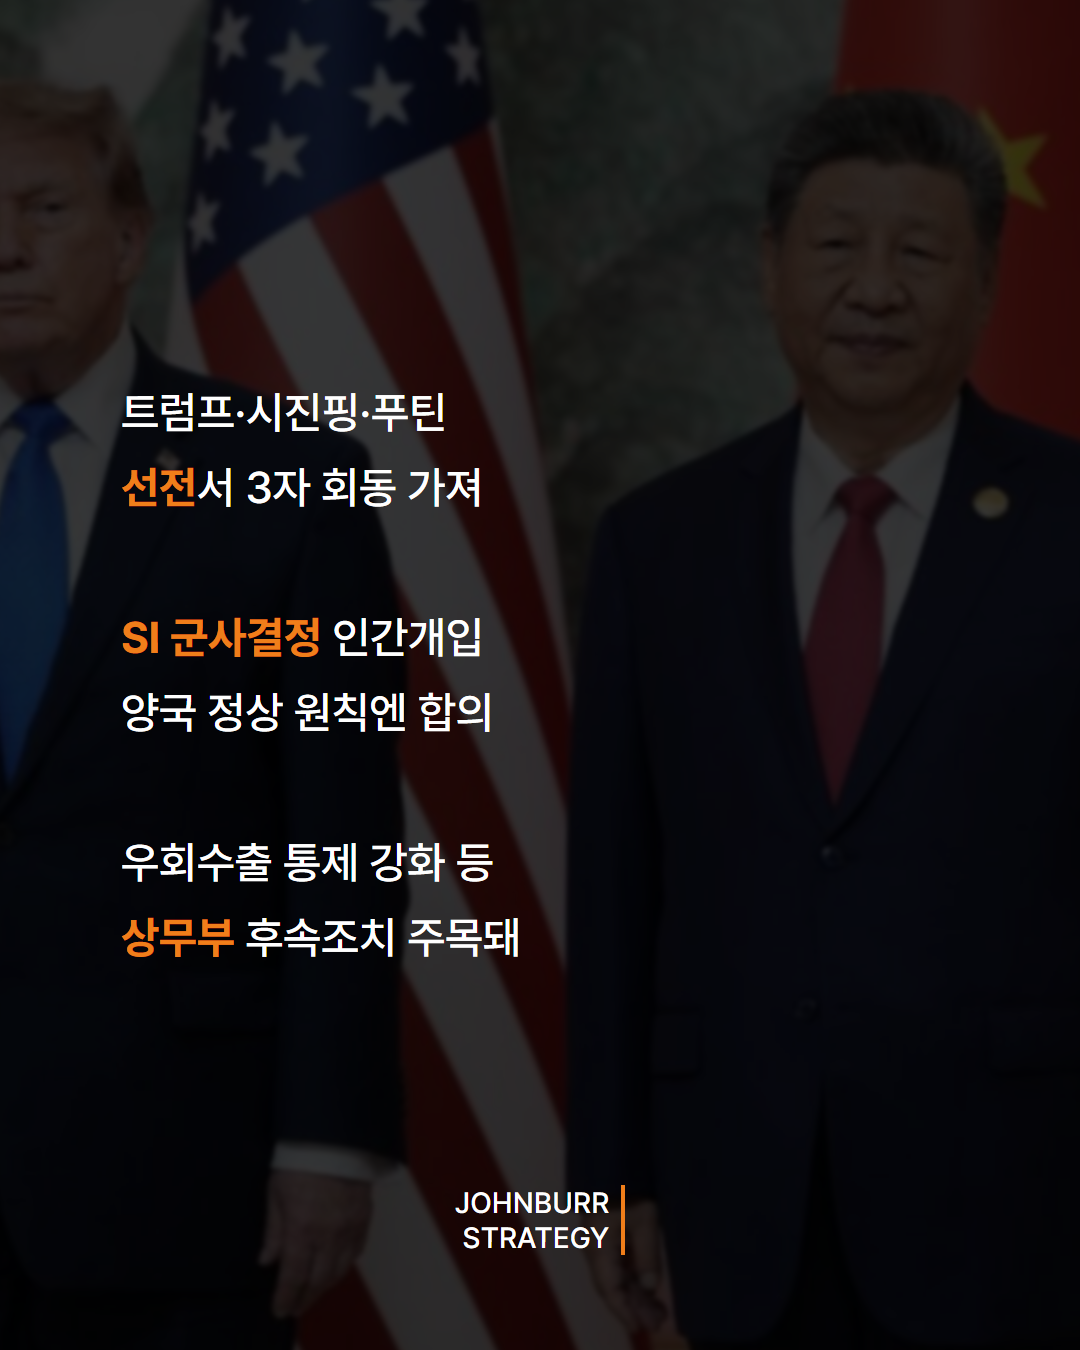 트럼프·시진핑·푸틴
선전서 3자 회동 가져
SI 군사결정 인간개입
양국 정상 원칙엔 합의
우회수출 통제 강화 등
상무부 후속조치 주목돼
JOHNBURR
STRATEGY